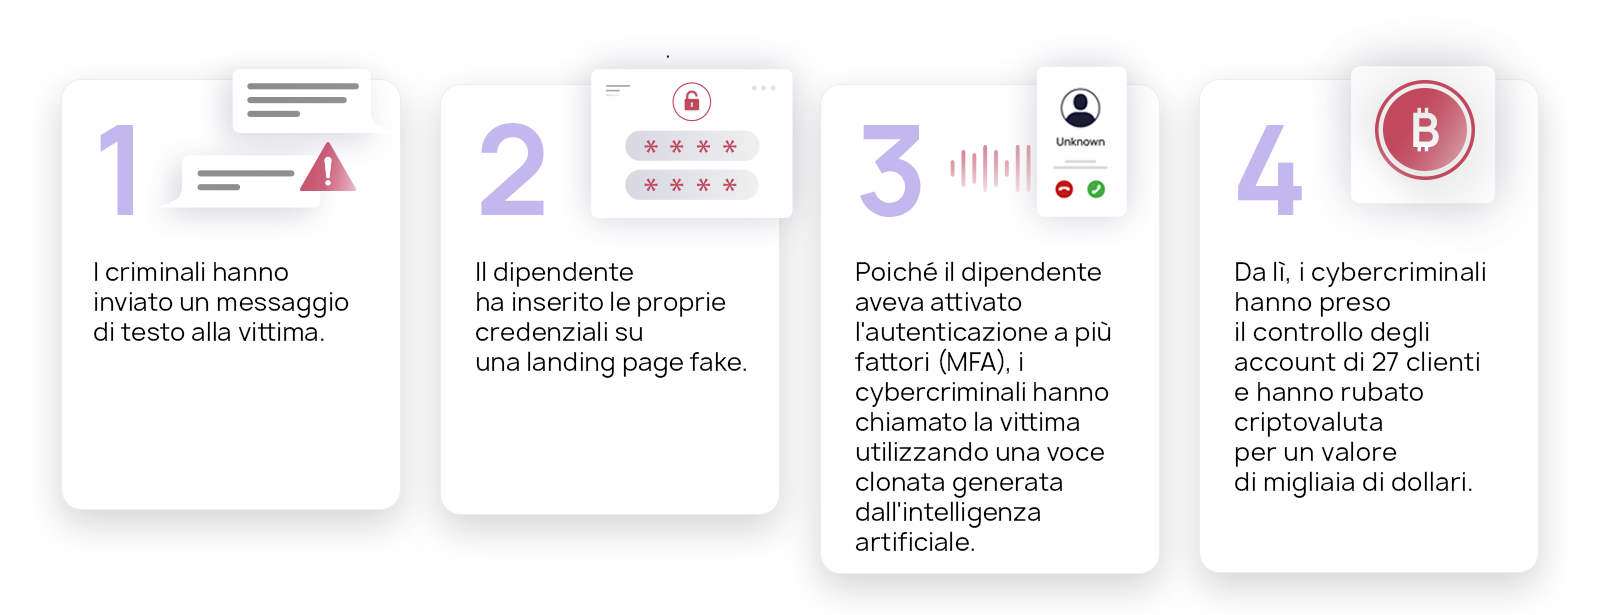 1
I criminali hanno
inviato un messaggio
di testo alla vittima.
2
* * * *
* * * *
Il dipendente
ha inserito le proprie
credenziali su
una landing page fake.
3
Unknown
Poiché il dipendente
aveva attivato
l'autenticazione a più
fattori (MFA), i
cybercriminali hanno
chiamato la vittima
utilizzando una voce
clonata generata
dall'intelligenza
artificiale.
4
Da lì, i cybercriminali
hanno preso
il controllo degli
account di 27 clienti
e hanno rubato
criptovaluta
per un valore
di migliaia di dollari.